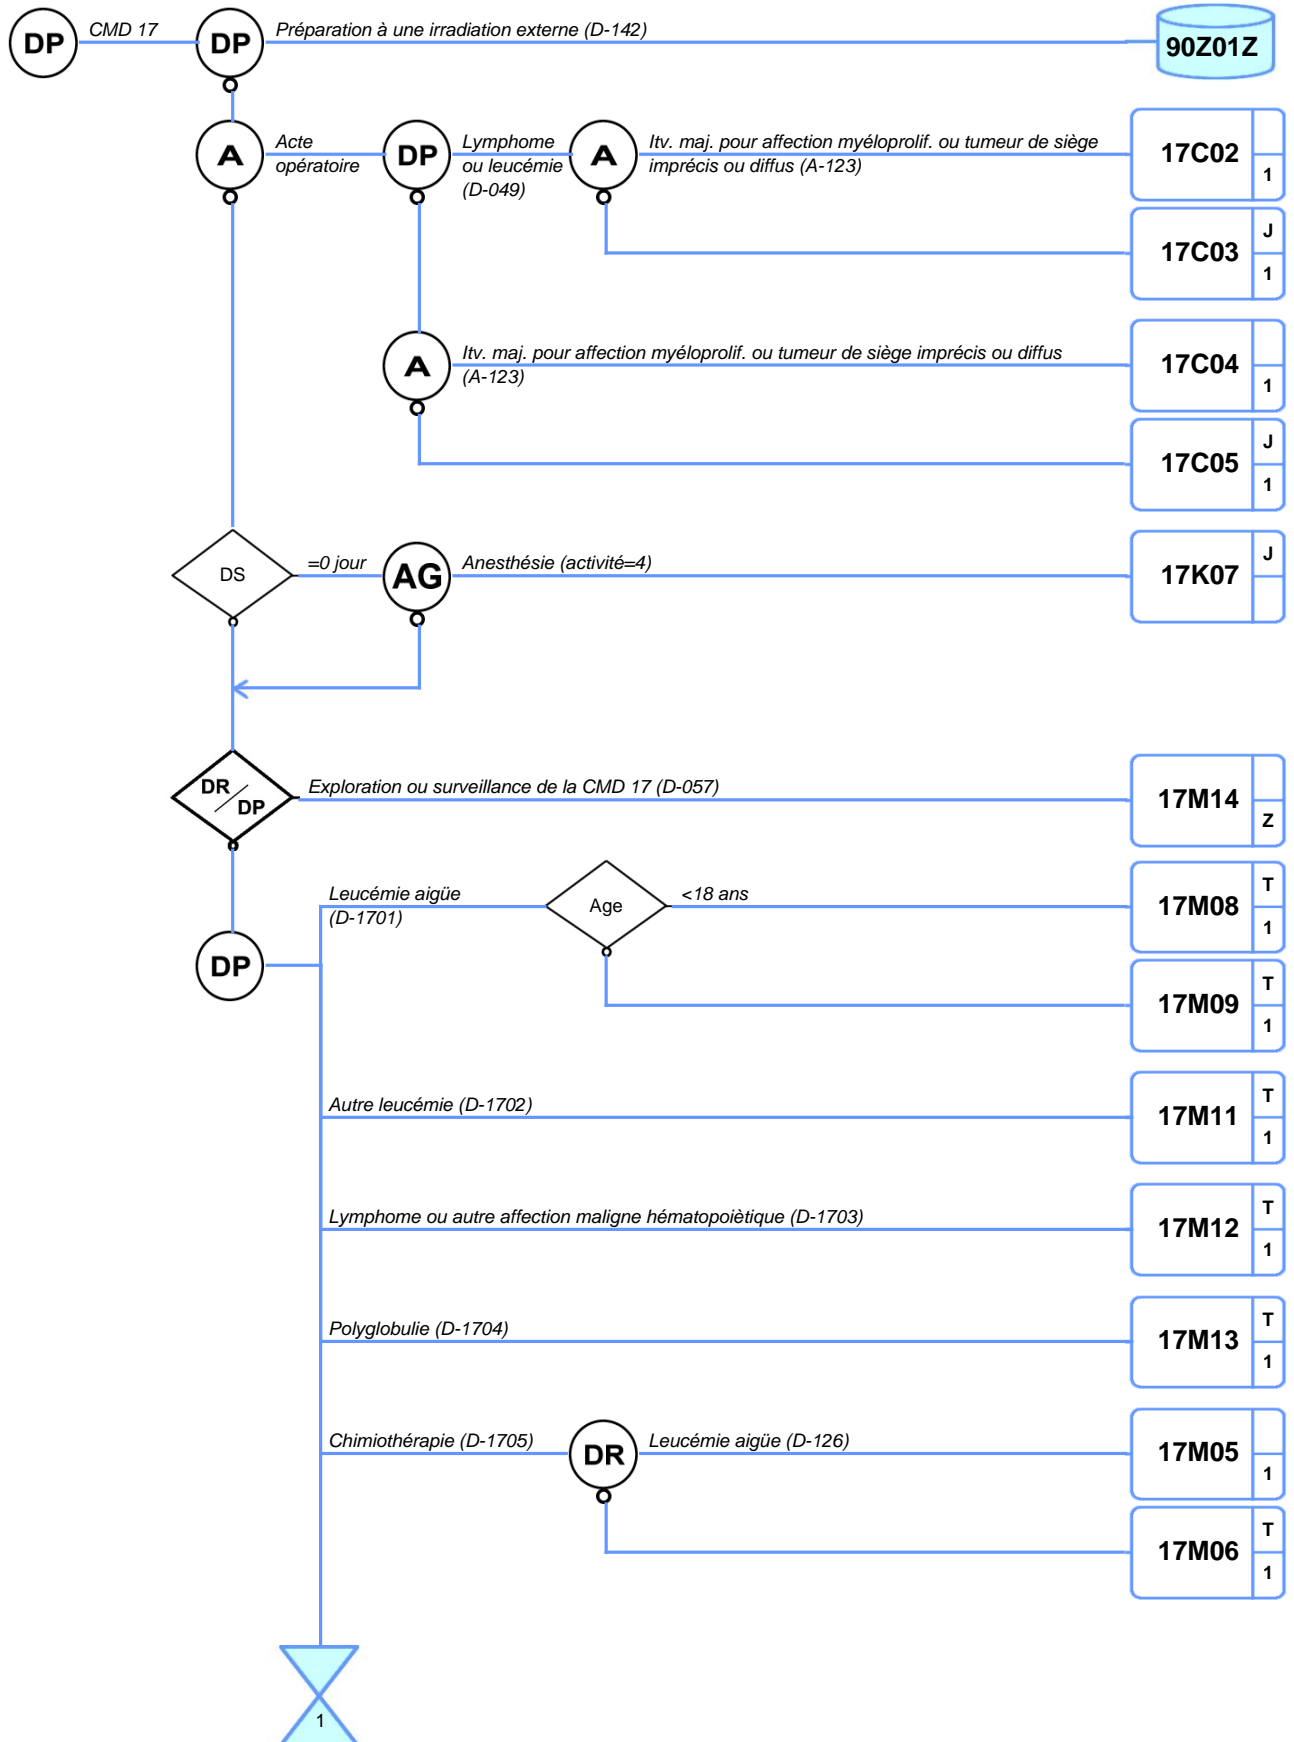 DP
CMD 17
DP
Préparation à une irradiation externe (D-142)
90Z01Z
A
Acte
opératoire
DP
Lymphome
ou leucémie
(D-049)
A
Itv. maj. pour affection myéloprolif. ou tumeur de siège
imprécis ou diffus (A-123)
17C02
1
17C03
J
1
A
Itv. maj. pour affection myéloprolif. ou tumeur de siège imprécis ou diffus
(A-123)
17C04
1
17C05
J
1
DS
=0 jour
AG
Anesthésie (activité=4)
17K07
J
DR
DP
Exploration ou surveillance de la CMD 17 (D-057)
17M14
Z
DP
Leucémie aigüe
(D-1701)
Age
<18 ans
17M08
T
1
17M09
T
1
Autre leucémie (D-1702)
17M11
T
1
Lymphome ou autre affection maligne hématopoiètique (D-1703)
17M12
T
1
Polyglobulie (D-1704)
17M13
T
1
Chimiothérapie (D-1705)
DR
Leucémie aigüe (D-126)
17M05
1
17M06
T
1
1